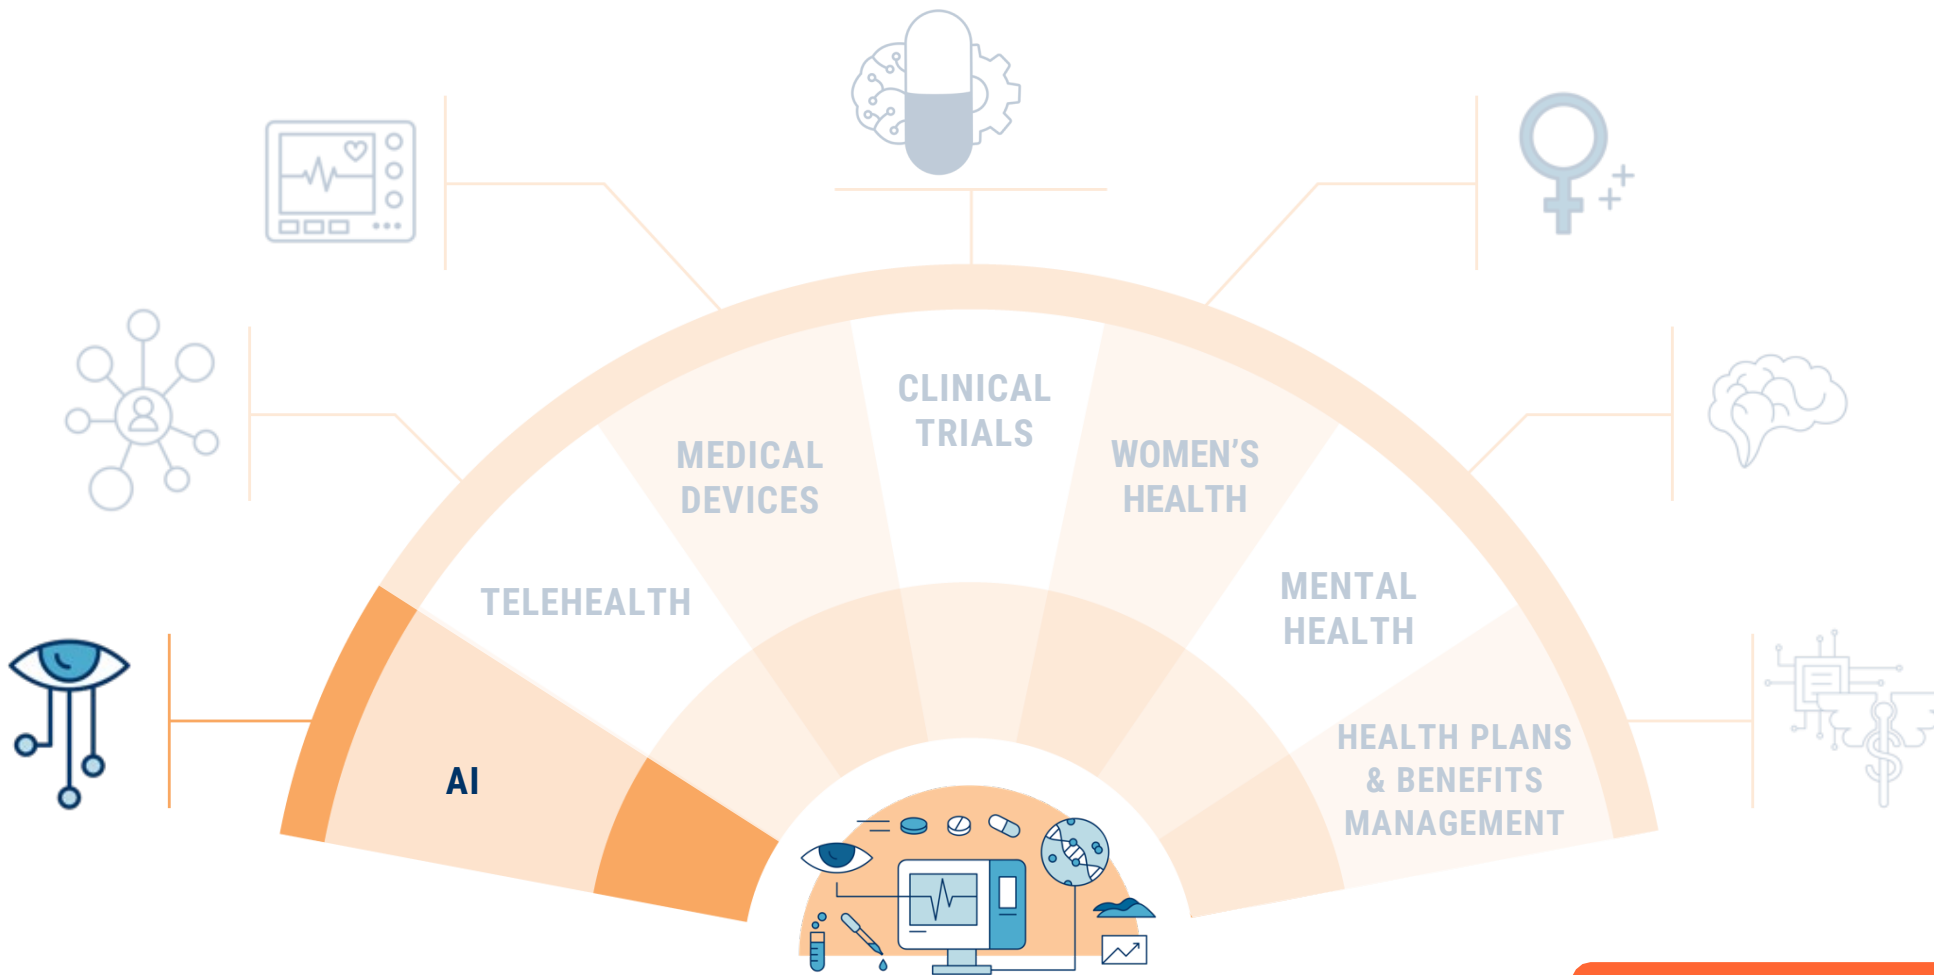 CLINICAL
TRIALS
MEDICAL
DEVICES
WOMEN'S
HEALTH
TELEHEALTH
MENTAL
HEALTH
AI
HEALTH PLANS
& BENEFITS
MANAGEMENT